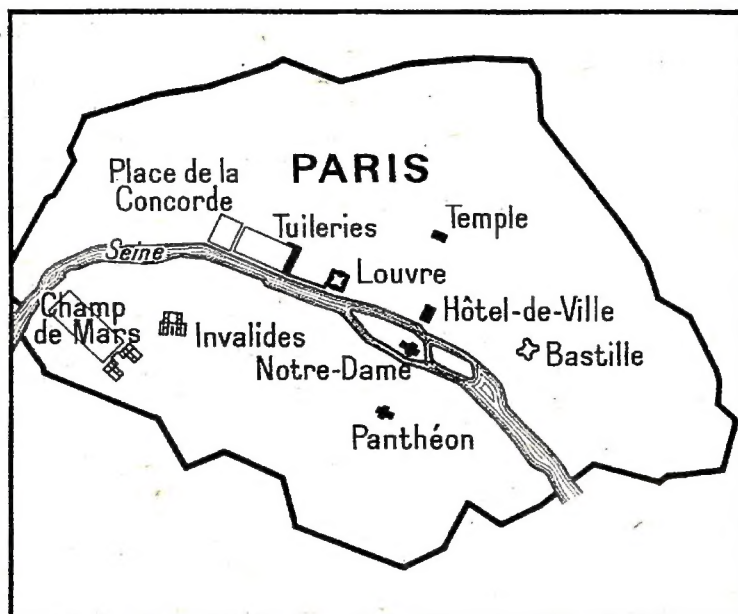 PARIS
Place de la
Concorde
Tuileries
Temple
Seine
Louvre
Champ
de Mars
Invalides
Hôtel-de-Ville
Notre-Dame
Bastille
Panthéon